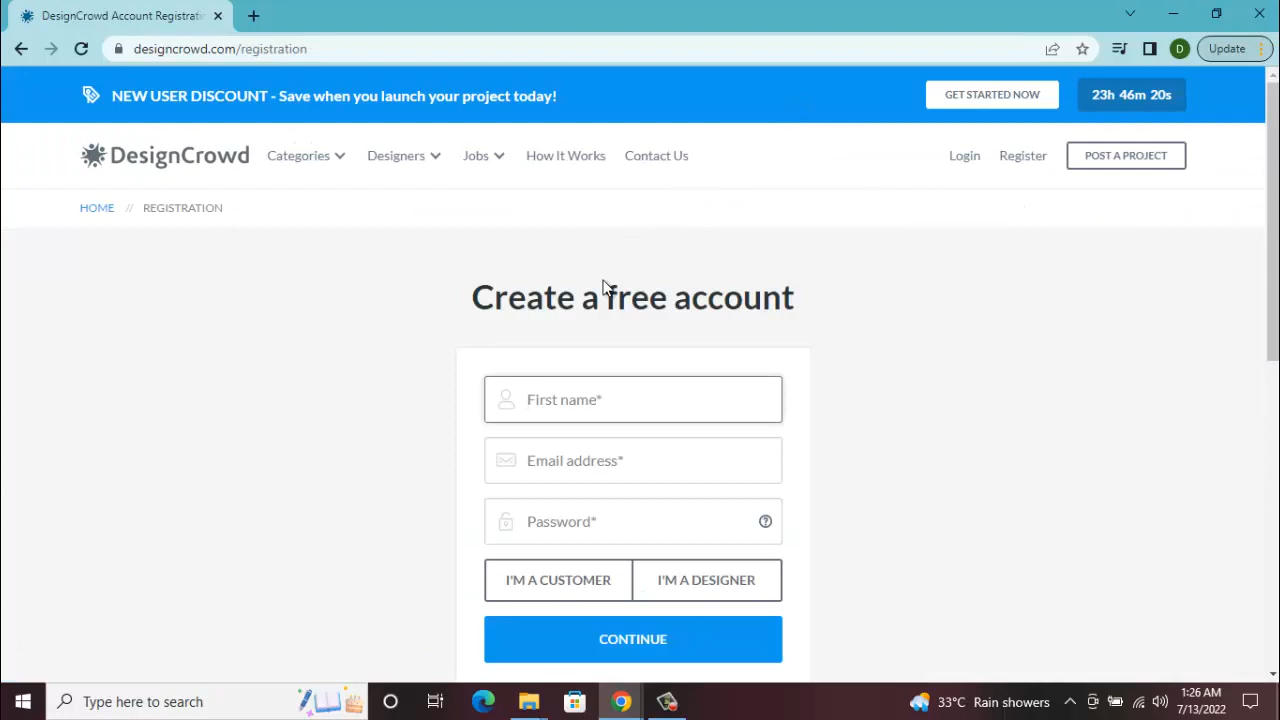 DesignCrowd Account Registrati
designcrowd.com/registration
D
Update
NEW USER DISCOUNT - Save when you launch your project today!
GET STARTED NOW
23h 46m 20s
DesignCrowd
Categories
Designers
Jobs
How It Works
Contact Us
Login
Register
POST A PROJECT
HOME // REGISTRATION
Create a free account
First name*
Email address*
Password*
I'M A CUSTOMER
I'M A DESIGNER
CONTINUE
Type here to search
33°C Rain showers
1:26 AM
7/13/2022